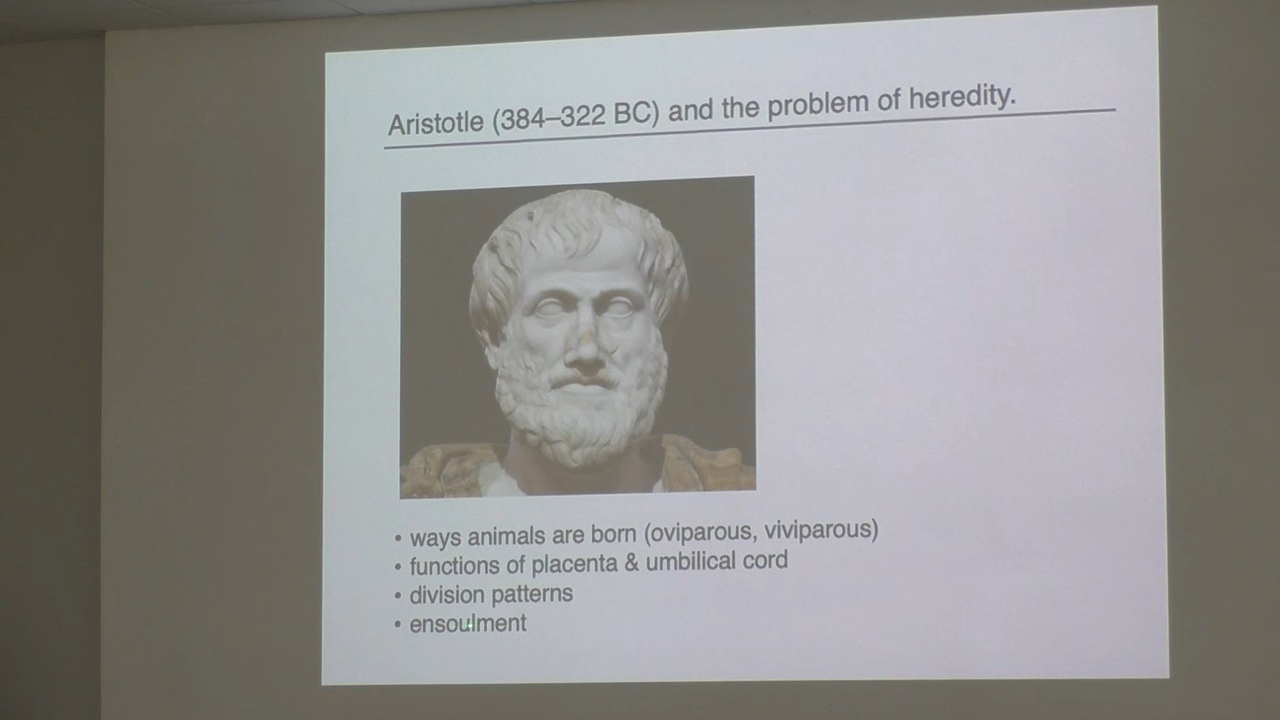 Aristotle (384–322 BC) and the problem of heredity.
• ways animals are born (oviparous, viviparous)
• functions of placenta & umbilical cord
• division patterns
• ensoulment